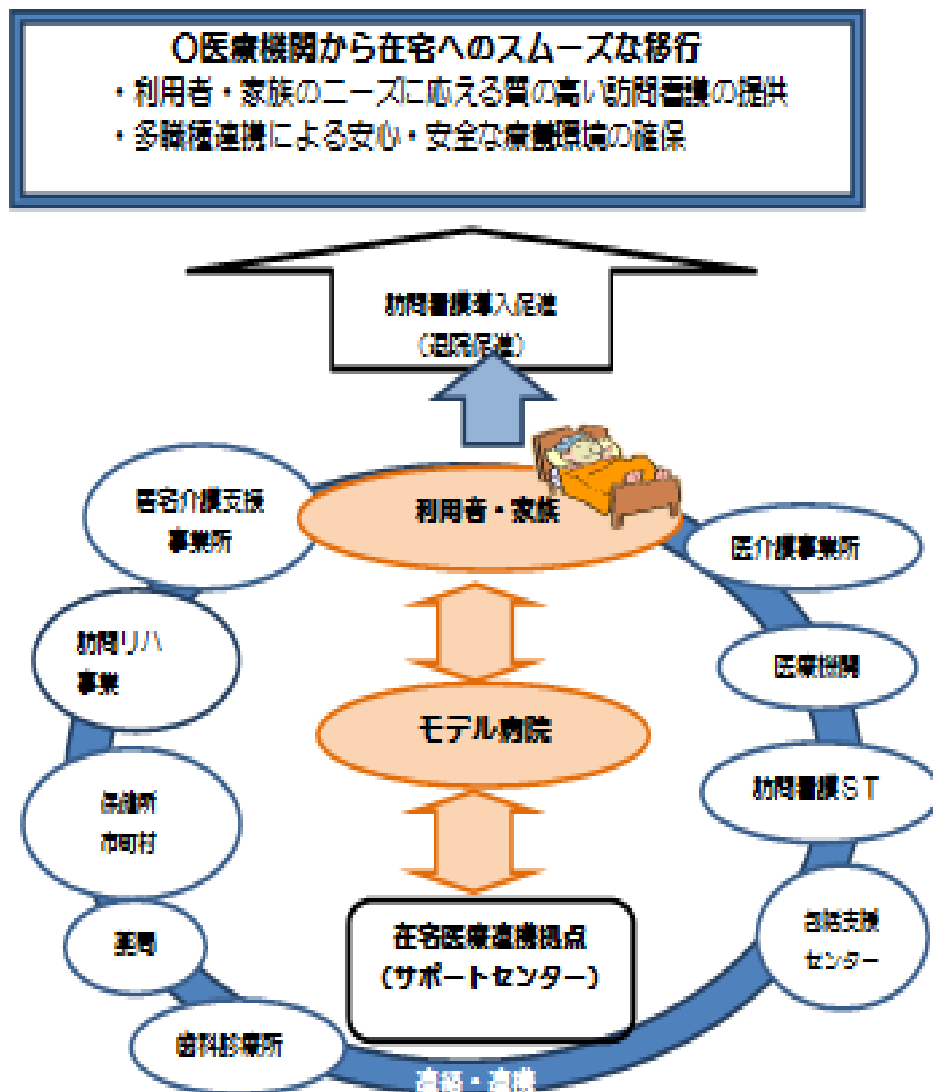 〇医療機関から在宅へのスムーズな移行
・利用者・家族のニーズに応える質の高い訪問看護の提供
・多職種連携による安心・安全な療養環境の確保
訪問看護導入促進
（退院促進）
利用者・家族
居宅介護支援
事業所
医介護事業所
訪問リハ
事業
医療機関
モデル病院
訪問看護ＳＴ
保健所
市町村
包括支援
センター
薬局
在宅医療連携拠点
(サポートセンター)
歯科診療所
連絡・連携